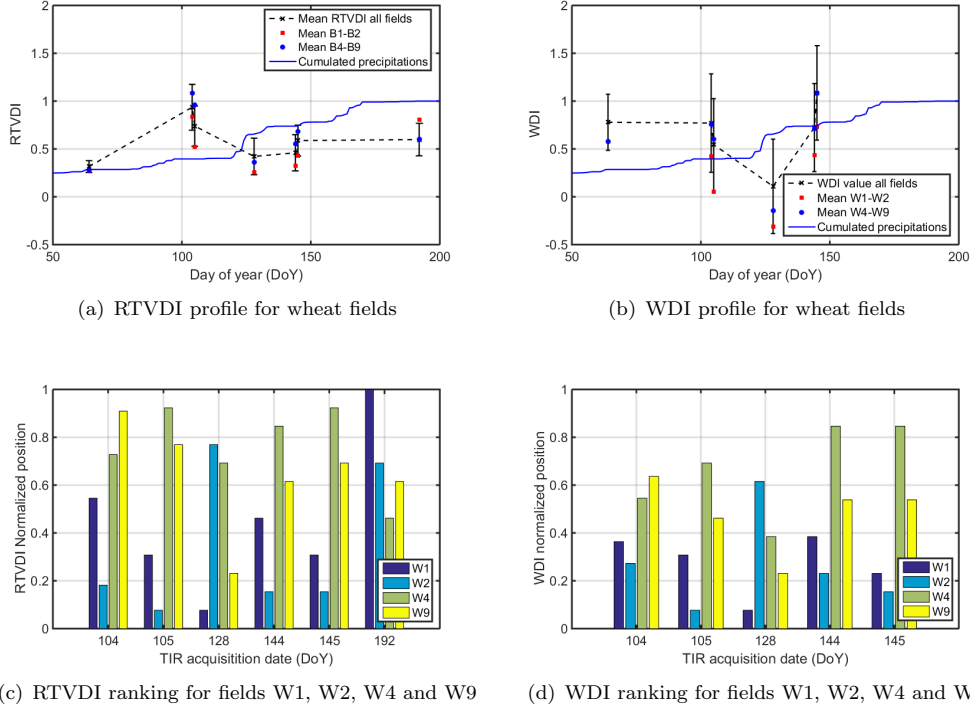 2
1.5
1
0.5
0
-0.5
RTVDI
50
100
150
200
Day of year (DoY)
Mean RTVDI all fields
Mean B1-B2
Mean B4-B9
Cumulated precipitations
(a) RTVDI profile for wheat fields
2
1.5
1
0.5
0
-0.5
WDI
50
100
150
200
Day of year (DoY)
WDI value all fields
Mean W1-W2
Mean W4-W9
Cumulated precipitations
(b) WDI profile for wheat fields
1
0.8
0.6
0.4
0.2
0
RTVDI Normalized position
104
105
128
144
145
192
TIR acquisitition date (DoY)
W1
W2
W4
W9
(c) RTVDI ranking for fields W1, W2, W4 and W9
1
0.8
0.6
0.4
0.2
0
WDI normalized position
104
105
128
144
145
TIR acquisitition date (DoY)
W1
W2
W4
W9
(d) WDI ranking for fields W1, W2, W4 and W